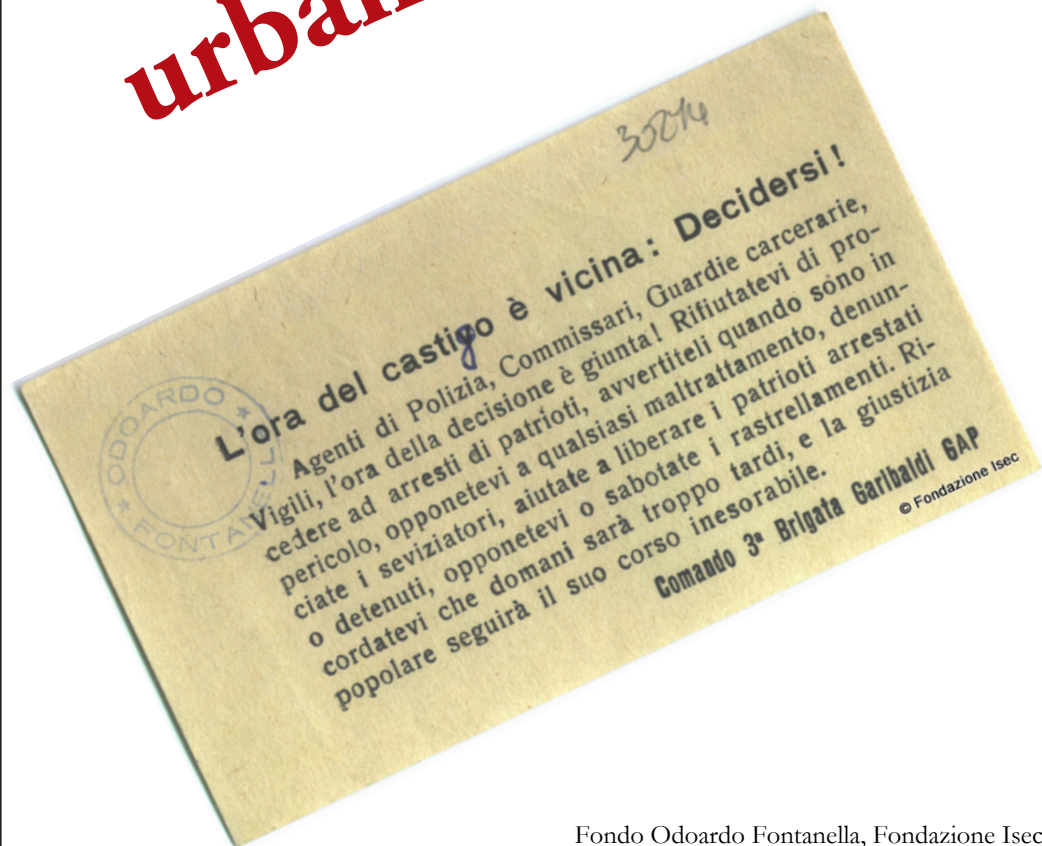 urban
30274
L'ora del castigo è vicina: Decidersi!
Agenti di Polizia, Commissari, Guardie carcerarie,
Vigili, l'ora della decisione è giunta! Rifiutatevi di pro-
cedere ad arresti di patrioti, avvertiteli quando sono in
pericolo, opponetevi a qualsiasi maltrattamento, denun-
ciate i seviziatori, aiutate a liberare i patrioti arrestati
o detenuti, opponetevi o sabotate i rastrellamenti. Ri-
cordatevi che domani sarà troppo tardi, e la giustizia
popolare seguirà il suo corso inesorabile.
Comando 3ª Brigata Garibaldi GAP
© Fondazione Isec
* ODOARDO *
FONTANELLA
Fondo Odoardo Fontanella, Fondazione Isec